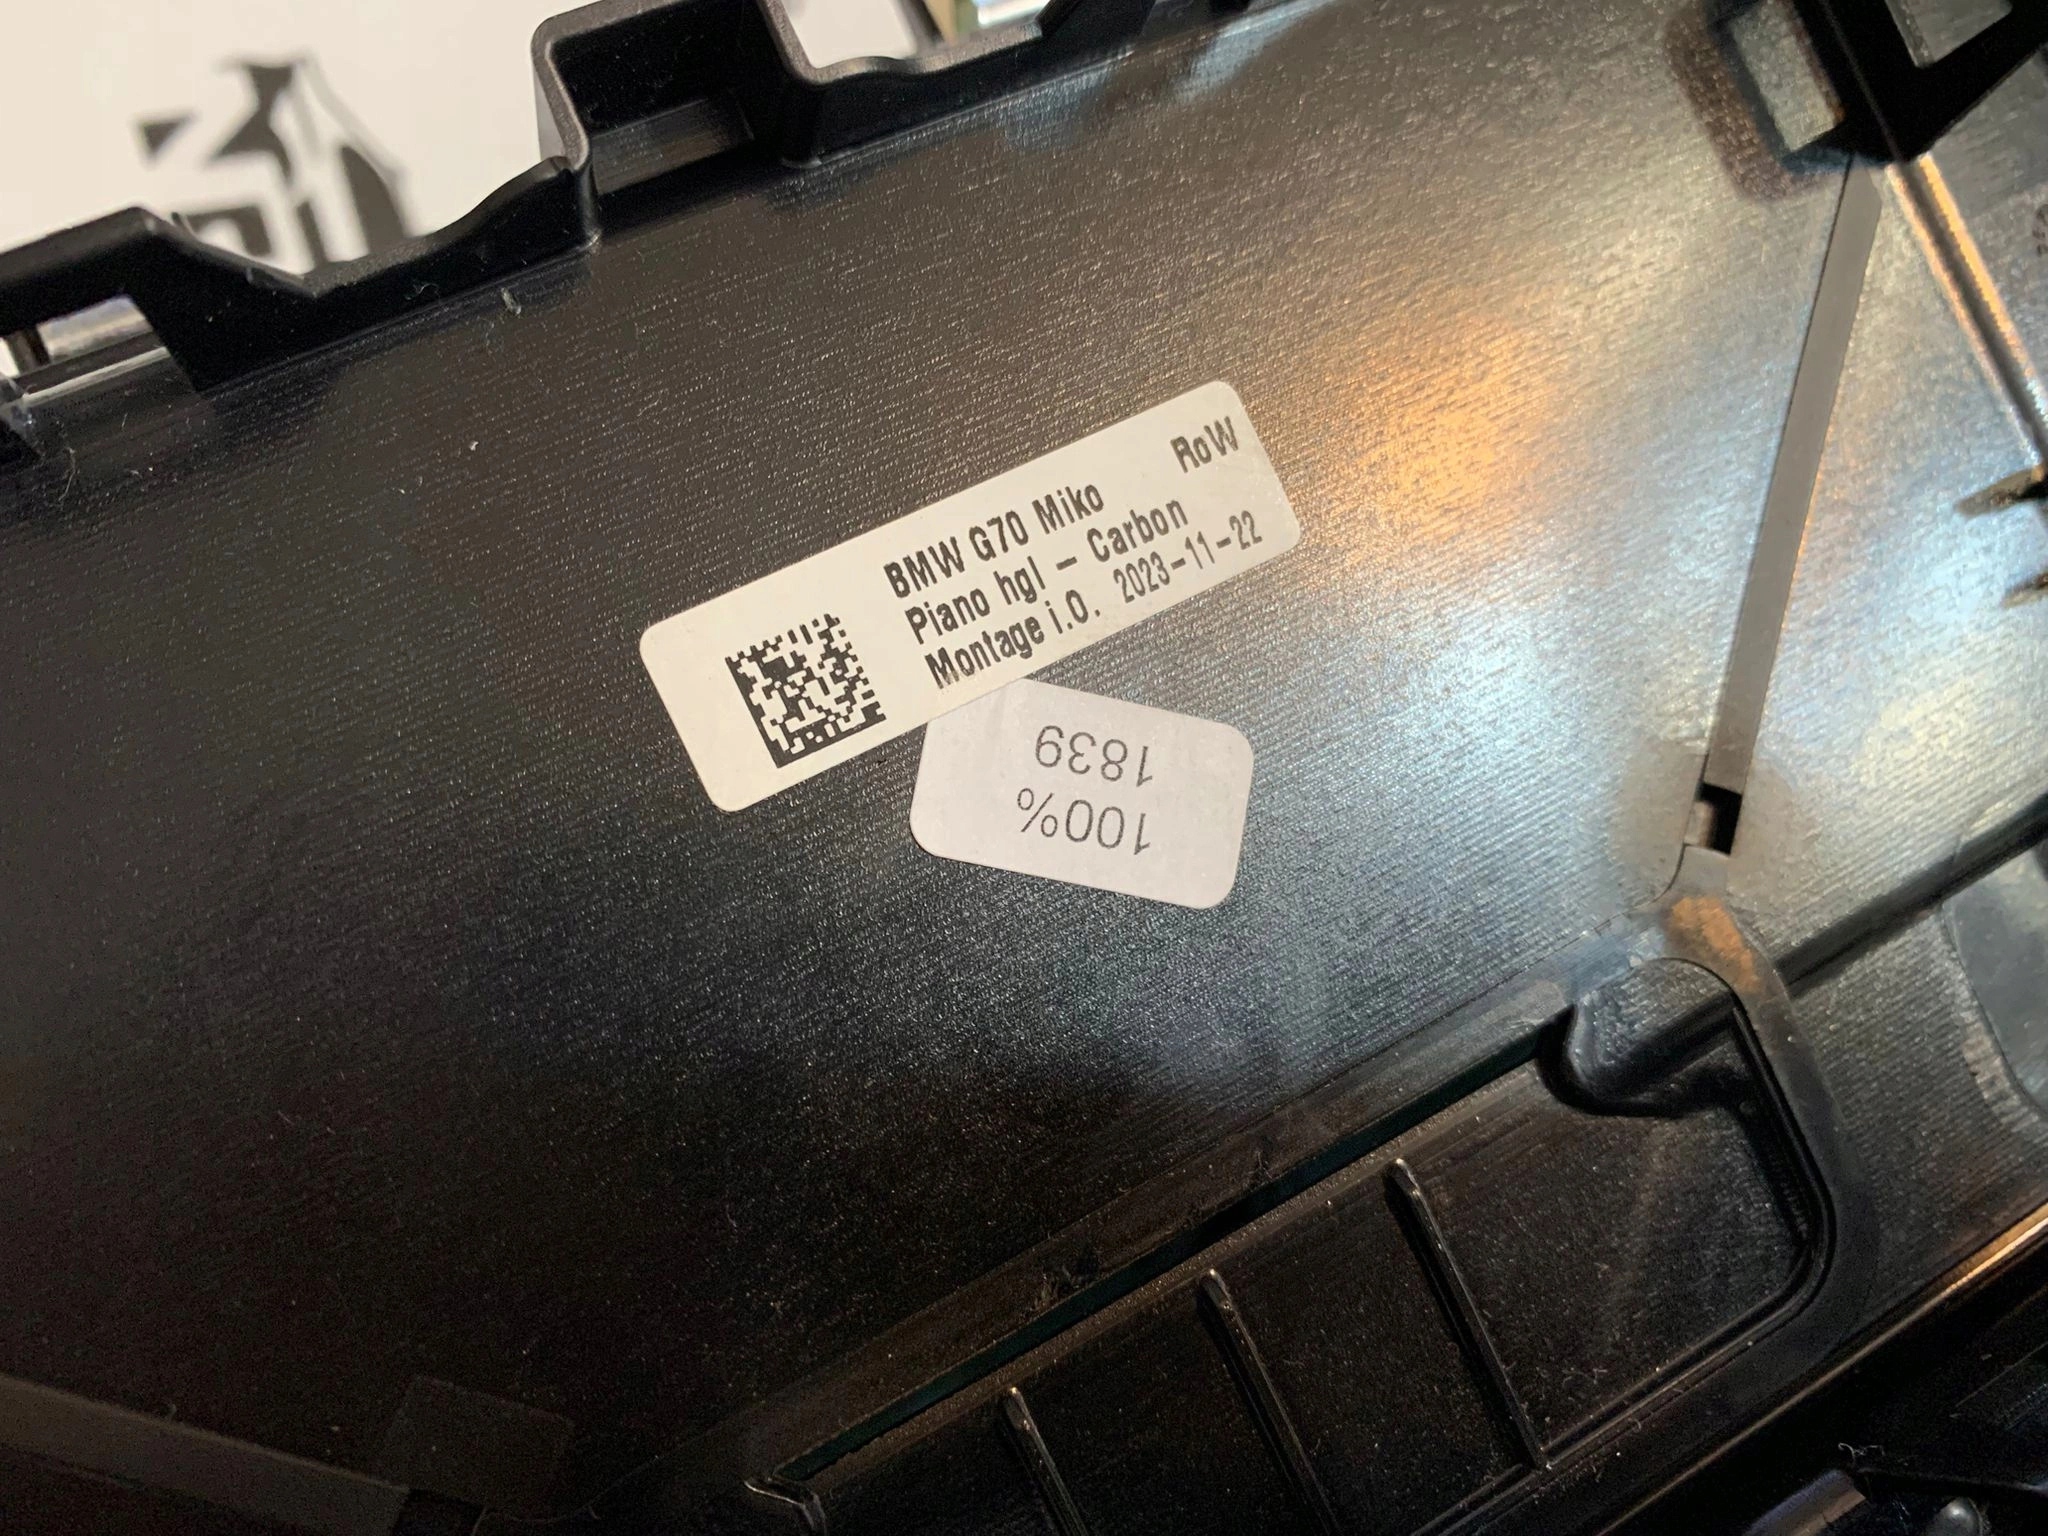 BMW G70 Miko RoW
Piano hgl - Carbon
Montage i.O. 2023-11-22
100%
1839